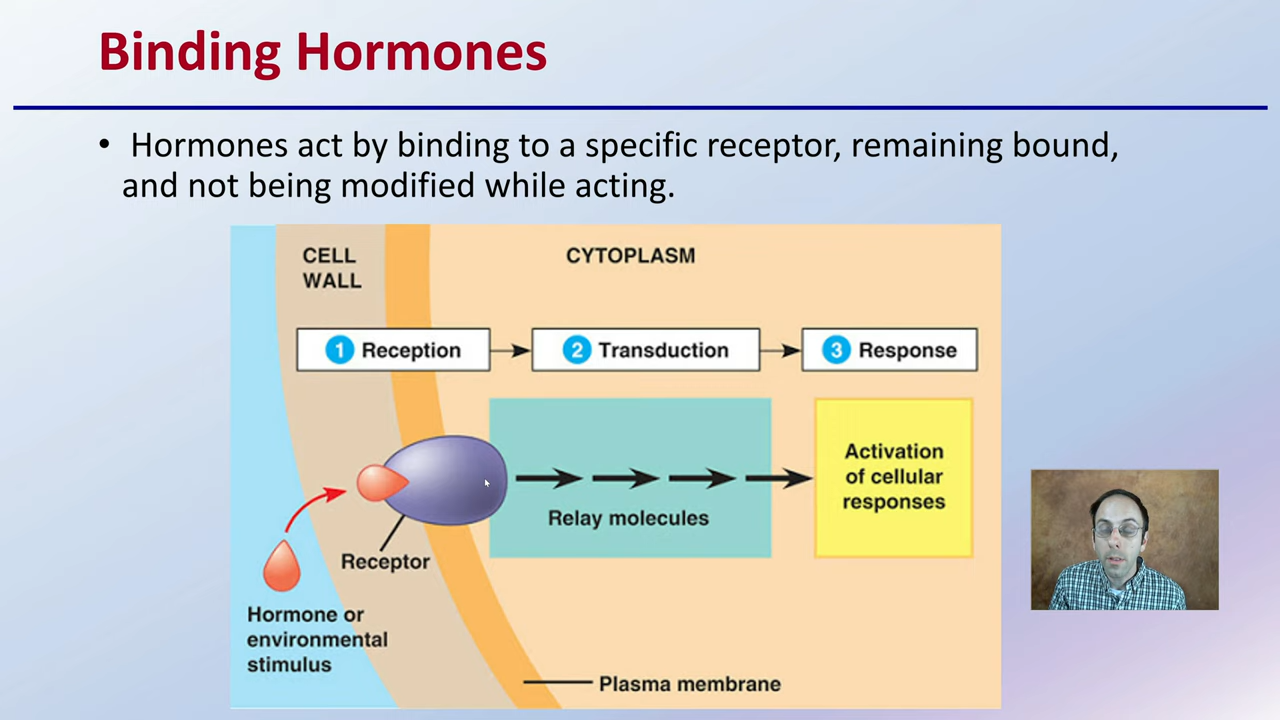 Binding Hormones
• Hormones act by binding to a specific receptor, remaining bound,
and not being modified while acting.
CELL
WALL
CYTOPLASM
1 Reception
2 Transduction
3 Response
Relay molecules
Activation
of cellular
responses
Receptor
Hormone or
environmental
stimulus
Plasma membrane